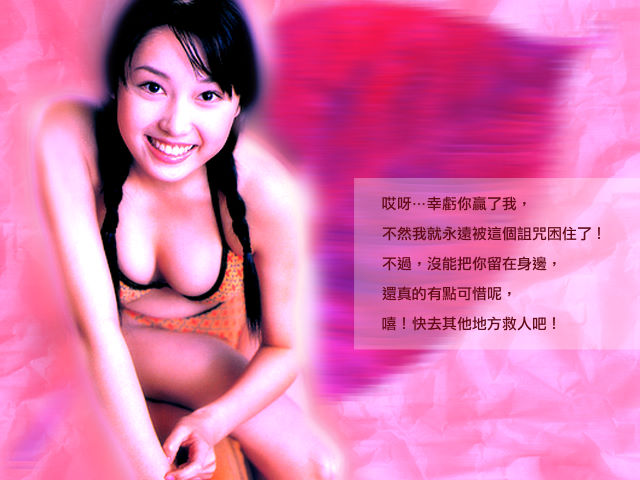 哎呀…幸虧你贏了我，
不然我就永遠被這個詛咒困住了！
不過，沒能把你留在身邊，
還真的有點可惜呢，
嘻！快去其他地方救人吧！